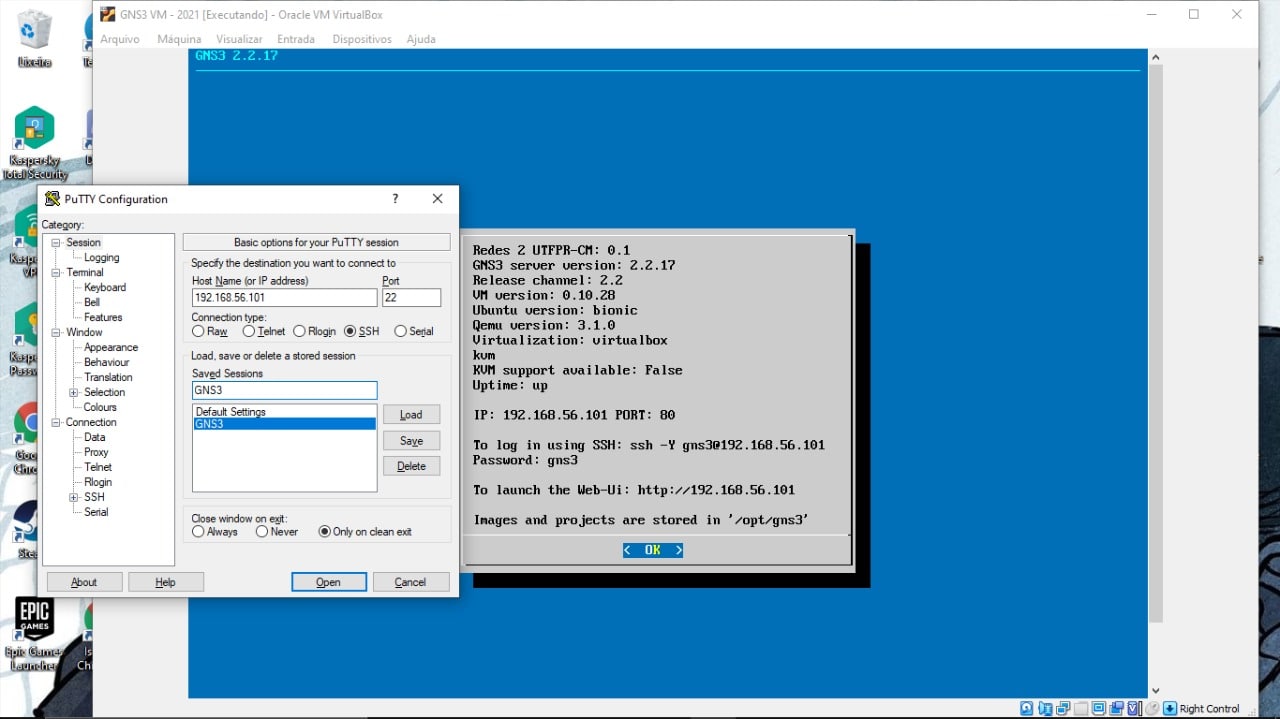 GNS3 VM - 2021 [Executando] - Oracle VM VirtualBox
Arquivo Máquina Visualizar Entrada Dispositivos Ajuda
GNS3 2.2.17
Lixeira
Kaspersky
Total Security
PuTTY Configuration
?
Category:
Session
Logging
Terminal
Keyboard
Bell
Features
Window
Appearance
Behaviour
Translation
Selection
Colours
Connection
Data
Proxy
Telnet
Rlogin
SSH
Serial
Basic options for your PuTTY session
Specify the destination you want to connect to
Host Name (or IP address) Port
192.168.56.101 22
Connection type:
Raw Telnet Rlogin SSH Serial
Load, save or delete a stored session
Saved Sessions
GNS3
Default Settings
GNS3
Load
Save
Delete
Close window on exit:
Always Never Only on clean exit
About Help Open Cancel
Redes 2 UTFPR-CM: 0.1
GNS3 server version: 2.2.17
Release channel: 2.2
VM version: 0.10.28
Ubuntu version: bionic
Qemu version: 3.1.0
Virtualization: virtualbox
kvm
KVM support available: False
Uptime: up
IP: 192.168.56.101 PORT: 80
To log in using SSH: ssh -Y gns3@192.168.56.101
Password: gns3
To launch the Web-Ui: http://192.168.56.101
Images and projects are stored in '/opt/gns3'
< OK >
EPIC
GAMES
Epic Games
Launcher
Right Control